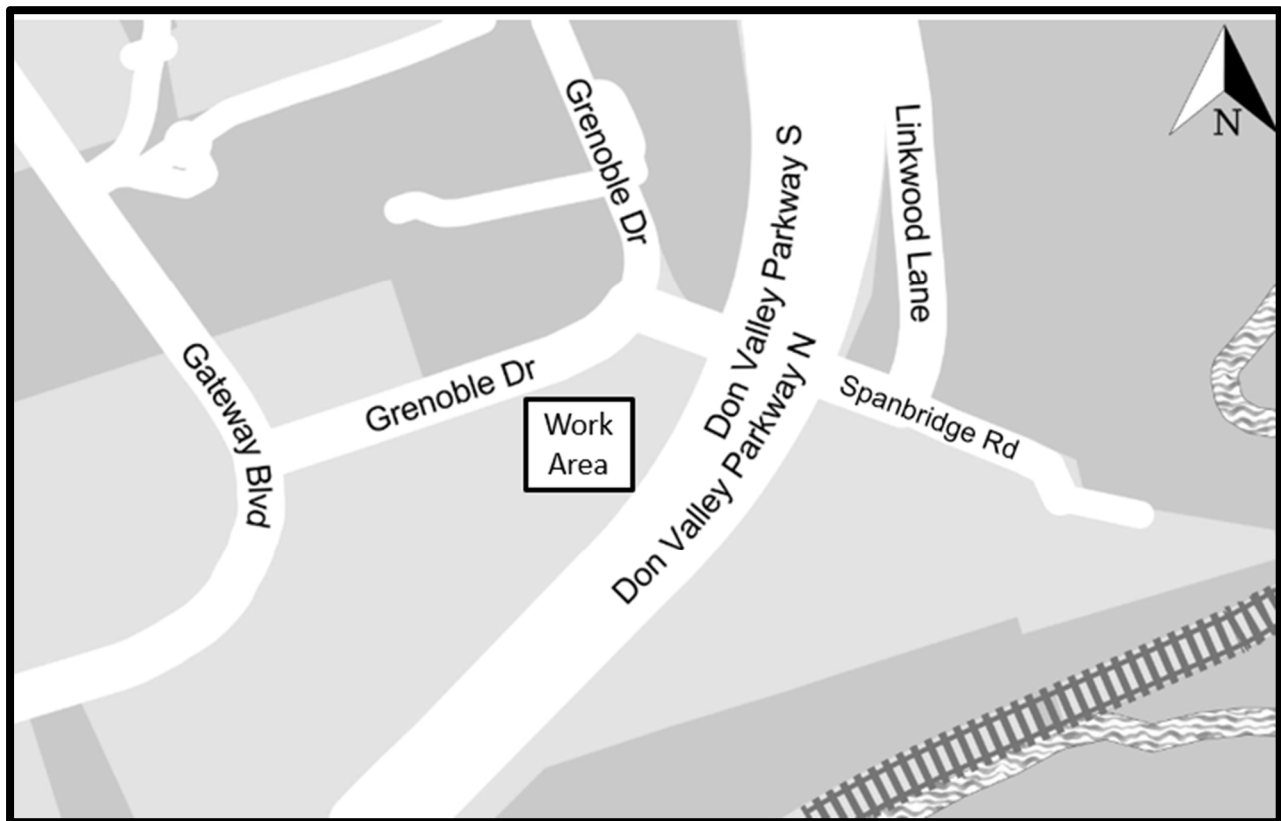 Grenoble Dr
Linkwood Lane
N
Don Valley Parkway S
Don Valley Parkway N
Gateway Blvd
Grenoble Dr
Spanbridge Rd
Work
Area